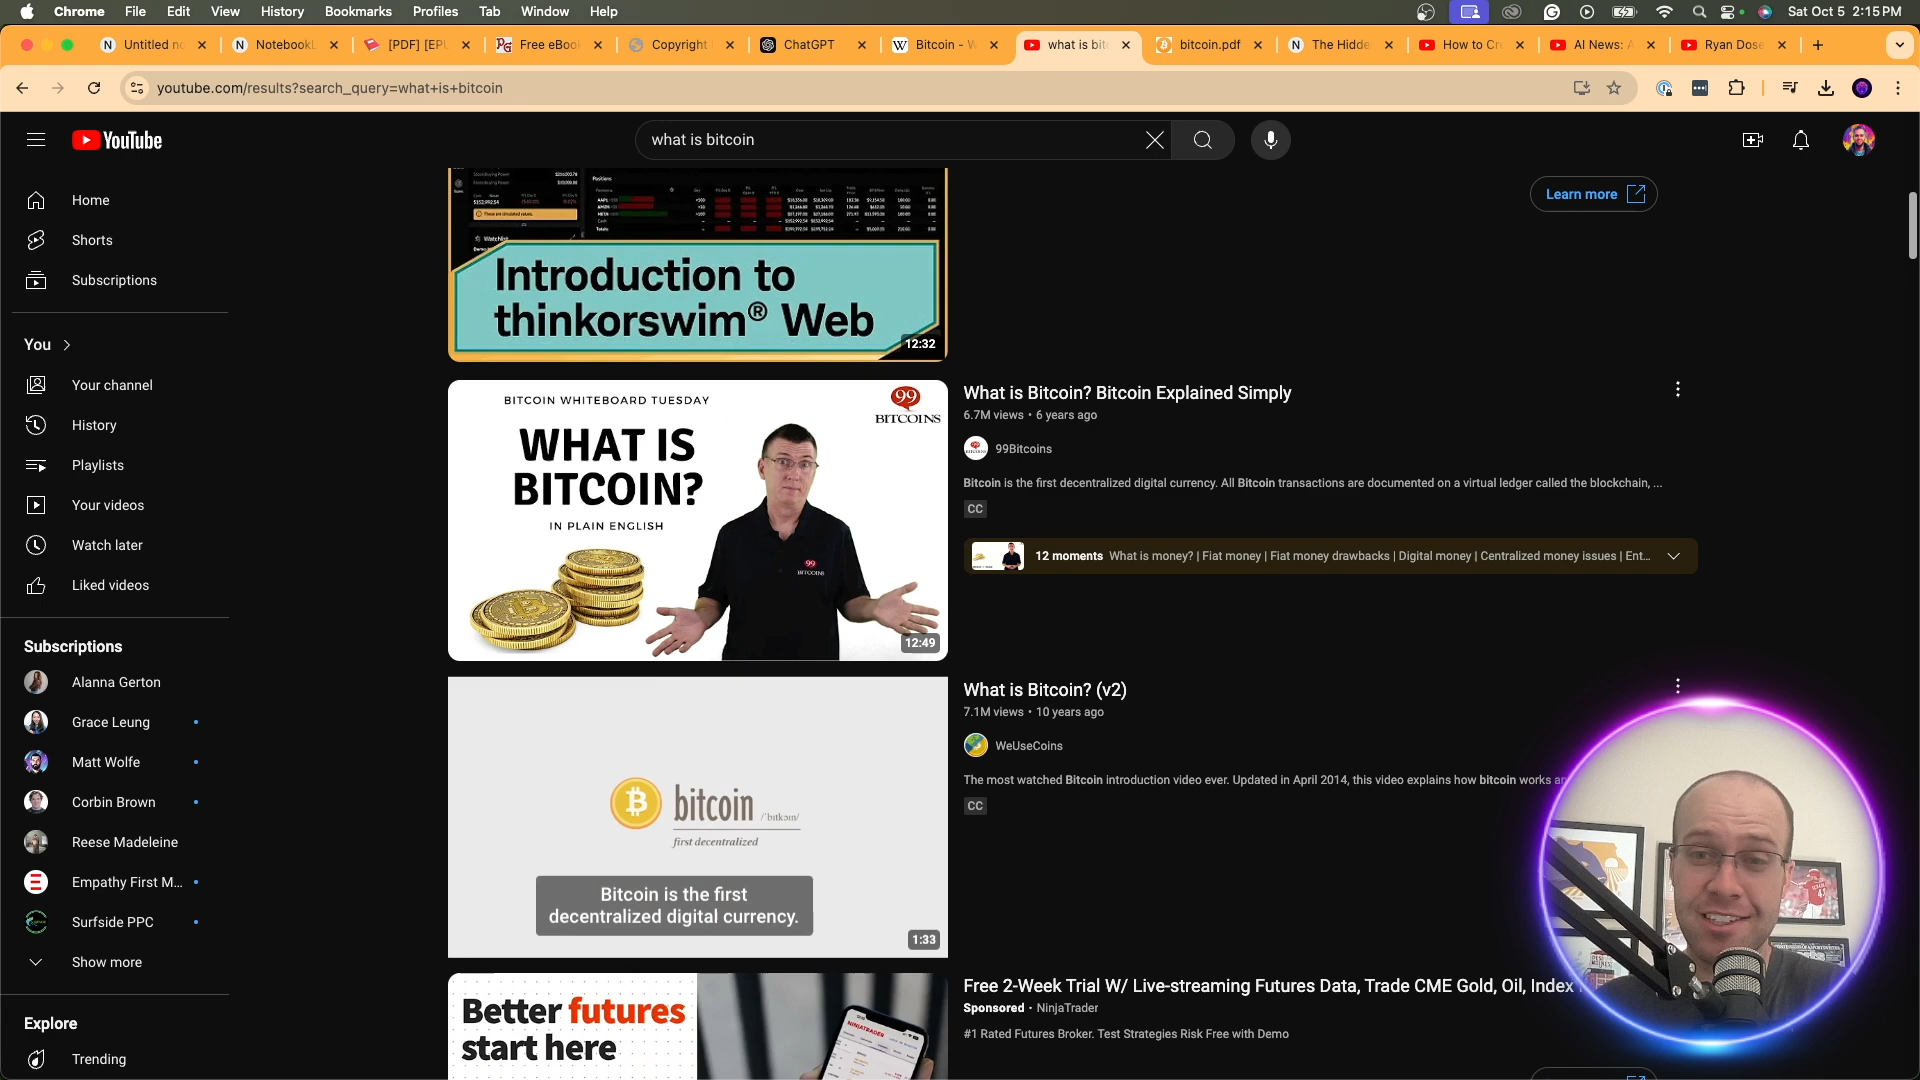 Chrome File Edit View History Bookmarks Profiles Tab Window Help
Sat Oct 5 2:15 PM
Untitled no
NotebookL
[PDF] [EPU
Free eBoo
Copyright
ChatGPT
Bitcoin - W
what is bit
bitcoin.pdf
The Hidde
How to Cr
AI News: A
Ryan Dose
youtube.com/results?search_query=what+is+bitcoin
YouTube
what is bitcoin
Home
Shorts
Subscriptions
You
Your channel
History
Playlists
Your videos
Watch later
Liked videos
Subscriptions
Alanna Gerton
Grace Leung
Matt Wolfe
Corbin Brown
Reese Madeleine
Empathy First M...
Surfside PPC
Show more
Explore
Trending
Watchlist
Positions
Introduction to
thinkorswim® Web
12:32
Learn more
BITCOIN WHITEBOARD TUESDAY
99
BITCOINS
WHAT IS
BITCOIN?
IN PLAIN ENGLISH
99
BITCOINS
12:49
What is Bitcoin? Bitcoin Explained Simply
6.7M views • 6 years ago
99Bitcoins
Bitcoin is the first decentralized digital currency. All Bitcoin transactions are documented on a virtual ledger called the blockchain, ...
CC
12 moments What is money? | Fiat money | Fiat money drawbacks | Digital money | Centralized money issues | Ent...
bitcoin /ˈbɪtkɔɪn/
first decentralized
Bitcoin is the first
decentralized digital currency.
1:33
What is Bitcoin? (v2)
7.1M views • 10 years ago
WeUseCoins
The most watched Bitcoin introduction video ever. Updated in April 2014, this video explains how bitcoin works
CC
Better futures
start here
NINJATRADER
Free 2-Week Trial W/ Live-streaming Futures Data, Trade CME Gold, Oil, Index
Sponsored • NinjaTrader
#1 Rated Futures Broker. Test Strategies Risk Free with Demo